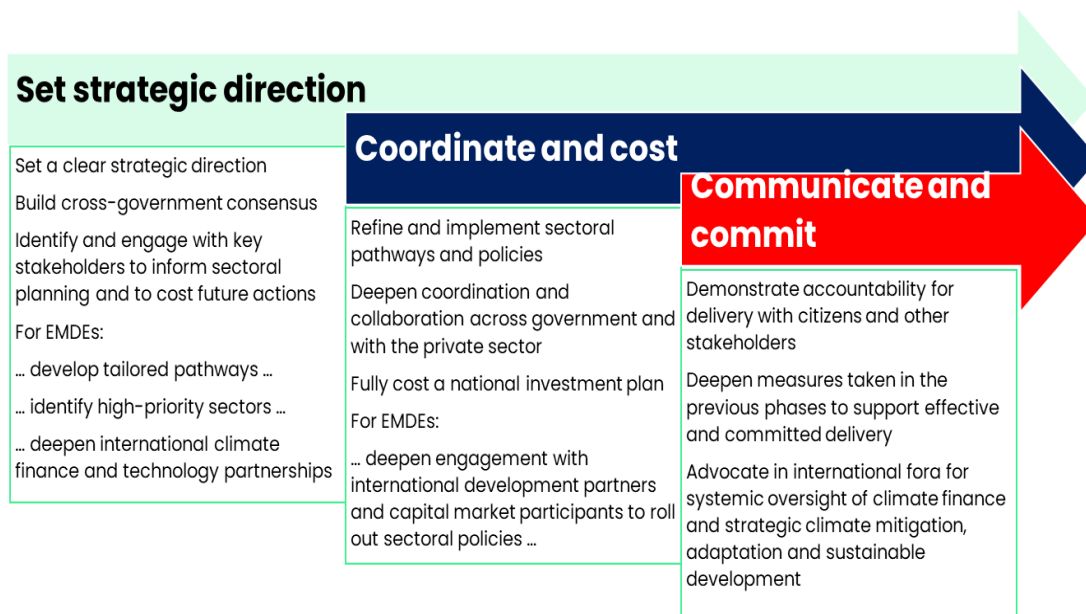 Set strategic direction
Set a clear strategic direction
Build cross-government consensus
Identify and engage with key
stakeholders to inform sectoral
planning and to cost future actions
For EMDEs:
… develop tailored pathways …
… identify high-priority sectors …
… deepen international climate
finance and technology partnerships
Coordinate and cost
Refine and implement sectoral
pathways and policies
Deepen coordination and
collaboration across government and
with the private sector
Fully cost a national investment plan
For EMDEs:
… deepen engagement with
international development partners
and capital market participants to roll
out sectoral policies …
Communicate and
commit
Demonstrate accountability for
delivery with citizens and other
stakeholders
Deepen measures taken in the
previous phases to support effective
and committed delivery
Advocate in international fora for
systemic oversight of climate finance
and strategic climate mitigation,
adaptation and sustainable
development